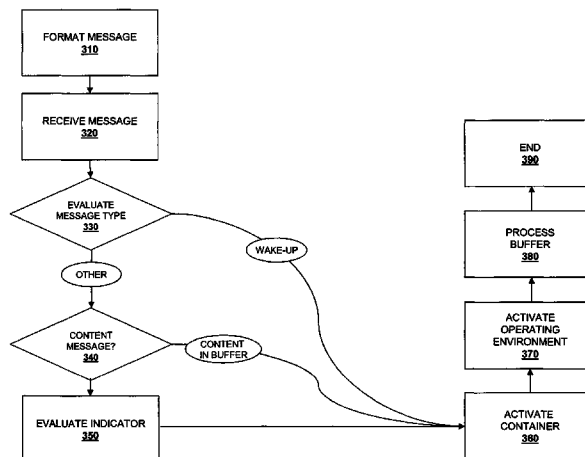 FORMAT MESSAGE
310
RECEIVE MESSAGE
320
EVALUATE
MESSAGE TYPE
330
WAKE-UP
OTHER
CONTENT
MESSAGE?
340
CONTENT
IN BUFFER
EVALUATE INDICATOR
350
END
390
PROCESS
BUFFER
380
ACTIVATE
OPERATING
ENVIRONMENT
370
ACTIVATE
CONTAINER
360